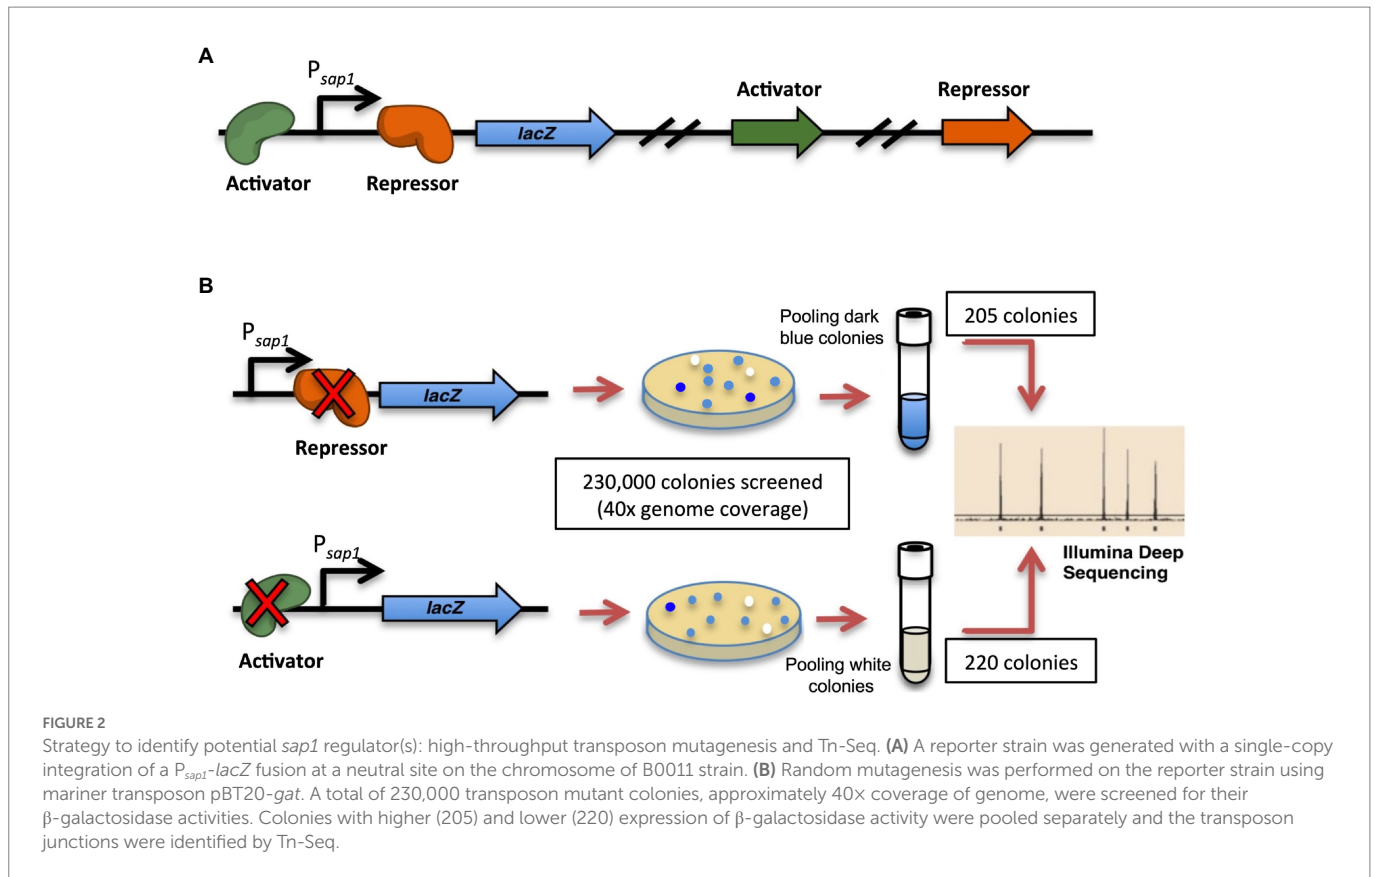 A
Psap1
Activator
Repressor
lacZ
Activator
Repressor
B
Psap1
Repressor
lacZ
Pooling dark
blue colonies
205 colonies
230,000 colonies screened
(40x genome coverage)
Psap1
Activator
lacZ
Pooling white
colonies
220 colonies
Illumina Deep
Sequencing
FIGURE 2
Strategy to identify potential sap1 regulator(s): high-throughput transposon mutagenesis and Tn-Seq. (A) A reporter strain was generated with a single-copy
integration of a Psap1-lacZ fusion at a neutral site on the chromosome of B0011 strain. (B) Random mutagenesis was performed on the reporter strain using
mariner transposon pBT20-gat. A total of 230,000 transposon mutant colonies, approximately 40× coverage of genome, were screened for their
β-galactosidase activities. Colonies with higher (205) and lower (220) expression of β-galactosidase activity were pooled separately and the transposon
junctions were identified by Tn-Seq.